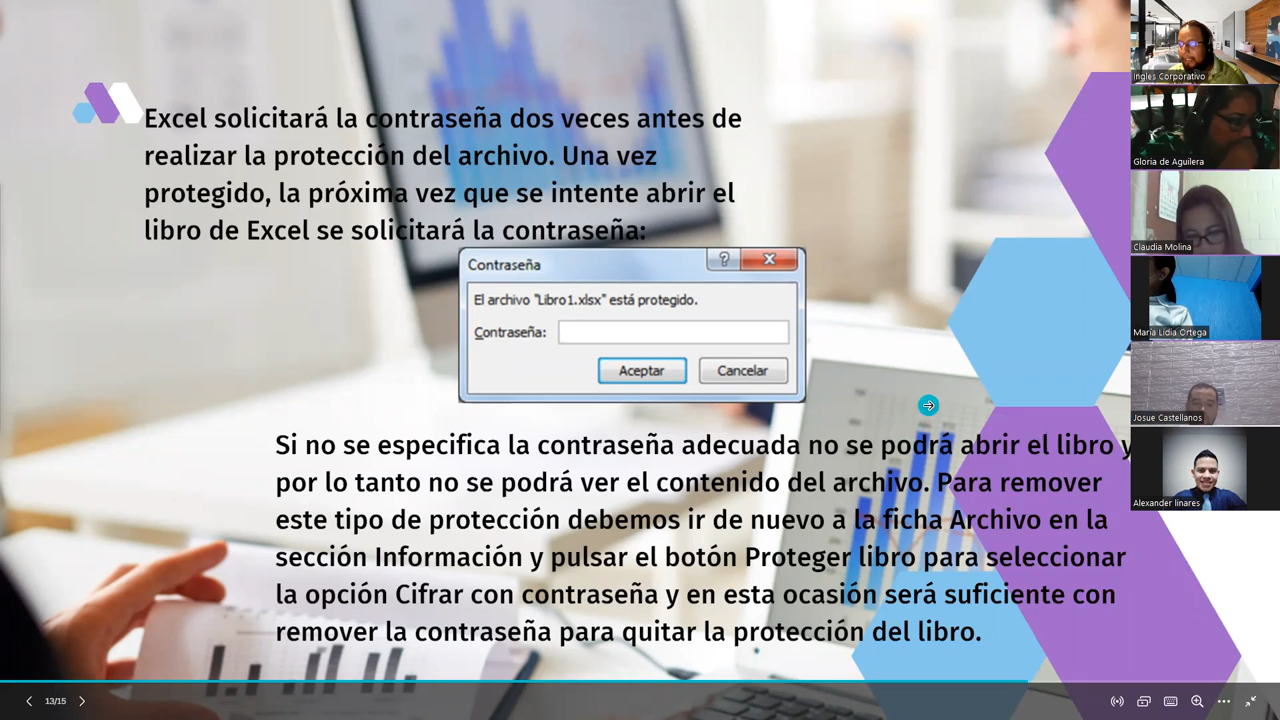 Excel solicitará la contraseña dos veces antes de
realizar la protección del archivo. Una vez
protegido, la próxima vez que se intente abrir el
libro de Excel se solicitará la contraseña:
Contraseña
El archivo "Libro1.xlsx" está protegido.
Contraseña:
Aceptar
Cancelar
Si no se especifica la contraseña adecuada no se podrá abrir el libro y
por lo tanto no se podrá ver el contenido del archivo. Para remover
este tipo de protección debemos ir de nuevo a la ficha Archivo en la
sección Información y pulsar el botón Proteger libro para seleccionar
la opción Cifrar con contraseña y en esta ocasión será suficiente con
remover la contraseña para quitar la protección del libro.
13/15
Ingles Corporativo
Gloria de Aguilera
Claudia Molina
María Lidia Ortega
Josue Castellanos
Alexander linares